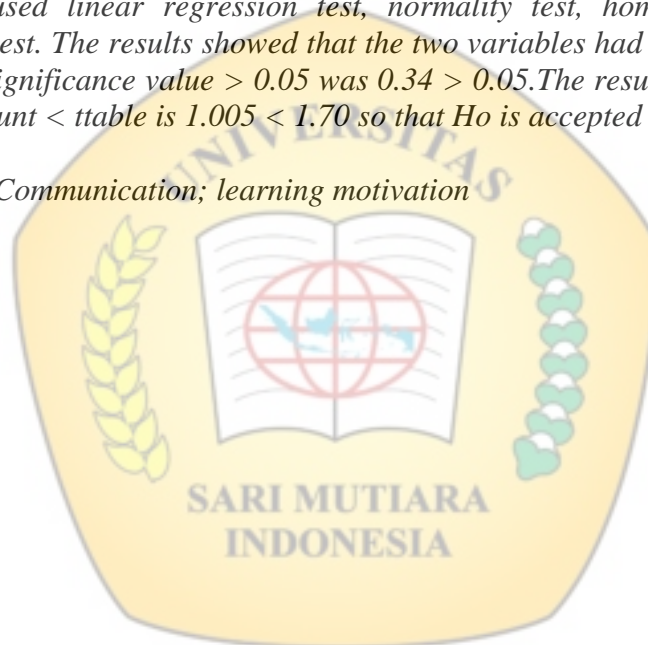 used linear regression test, normality test, hom
est. The results showed that the two variables had
ignificance value > 0.05 was 0.34 > 0.05.The resu
unt < ttable is 1.005 < 1.70 so that Ho is accepted
Communication; learning motivation
UNIVERSITAS
SARI MUTIARA
INDONESIA